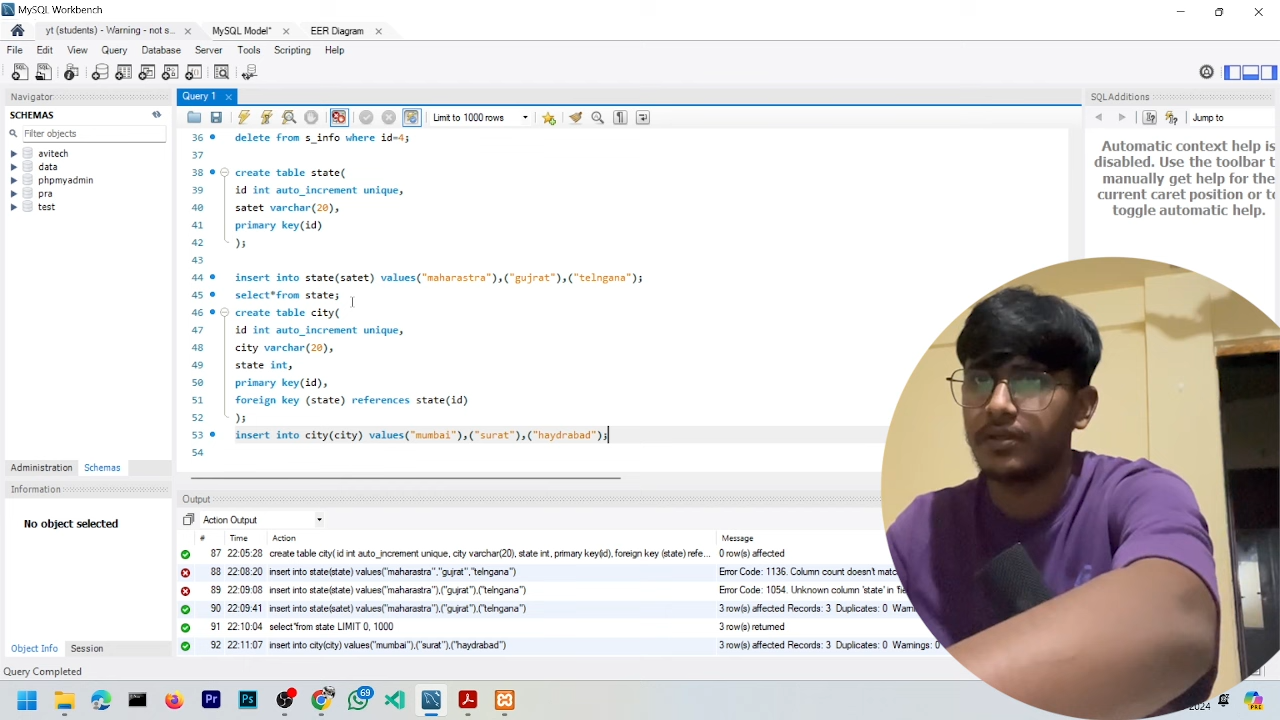 MySQL Workbench
yt (students) - Warning - not s...
MySQL Model*
EER Diagram
File Edit View Query Database Server Tools Scripting Help
Navigator
SCHEMAS
Filter objects
avitech
data
phpmyadmin
pra
test
Administration Schemas
Information
No object selected
Object Info Session
Query Completed
Query 1
Limit to 1000 rows
36 delete from s_info where id=4;
37
38 create table state(
39 id int auto_increment unique,
40 satet varchar(20),
41 primary key(id)
42 );
43
44 insert into state(satet) values("maharastra"),("gujrat"),("telngana");
45 select*from state;
46 create table city(
47 id int auto_increment unique,
48 city varchar(20),
49 state int,
50 primary key(id),
51 foreign key (state) references state(id)
52 );
53 insert into city(city) values("mumbai"),("surat"),("haydrabad");
54
SQLAdditions
Jump to
Automatic context help is
disabled. Use the toolbar t
manually get help for the
current caret position or to
toggle automatic help.
Output
Action Output
# Time Action Message
87 22:05:28 create table city( id int auto_increment unique, city varchar(20), state int, primary key(id), foreign key (state) refe... 0 row(s) affected
88 22:08:20 insert into state(state) values("maharastra","gujrat","telngana") Error Code: 1136. Column count doesn't matc
89 22:09:08 insert into state(state) values("maharastra"),("gujrat"),("telngana") Error Code: 1054. Unknown column 'state' in 'fie
90 22:09:41 insert into state(satet) values("maharastra"),("gujrat"),("telngana") 3 row(s) affected Records: 3 Duplicates: 0 Warn
91 22:10:04 select*from state LIMIT 0, 1000 3 row(s) returned
92 22:11:07 insert into city(city) values("mumbai"),("surat"),("haydrabad") 3 row(s) affected Records: 3 Duplicates: 0 Warnings: 0
69
Pr
Ps
2024